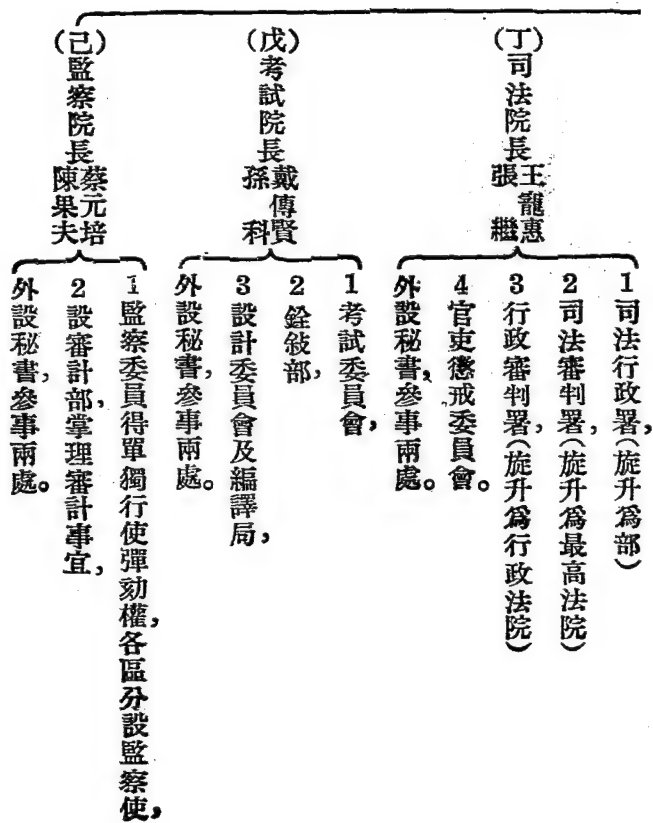 (丁)司法院長王寵惠
張繼
1司法行政署,(旋升爲部)
2司法審判署,(旋升爲最高法院)
3行政審判署,(旋升爲行政法院)
4官吏懲戒委員會。
外設秘書、參事兩處。
(戊)考試院長戴傳賢
孫科
1考試委員會,
2銓敍部,
3設計委員會及編譯局,
外設秘書,參事兩處。
(己)監察院長蔡元培
陳果夫
1監察委員得單獨行使彈劾權,各區分設監察使,
2設審計部,掌理審計事宜,
外設秘書,參事兩處。